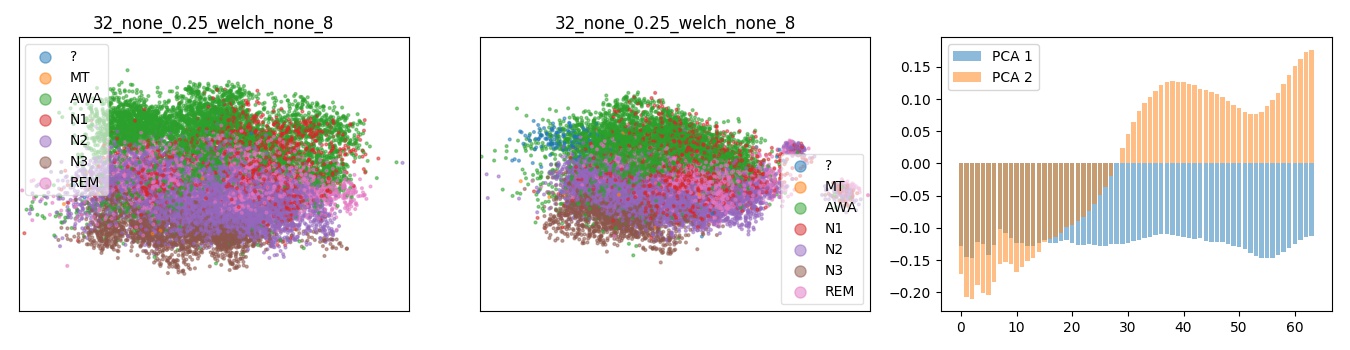 32_none_0.25_welch_none_8
?
MT
AWA
N1
N2
N3
REM
32_none_0.25_welch_none_8
?
MT
AWA
N1
N2
N3
REM
PCA 1
PCA 2
0.15
0.10
0.05
0.00
−0.05
−0.10
−0.15
−0.20
0 10 20 30 40 50 60